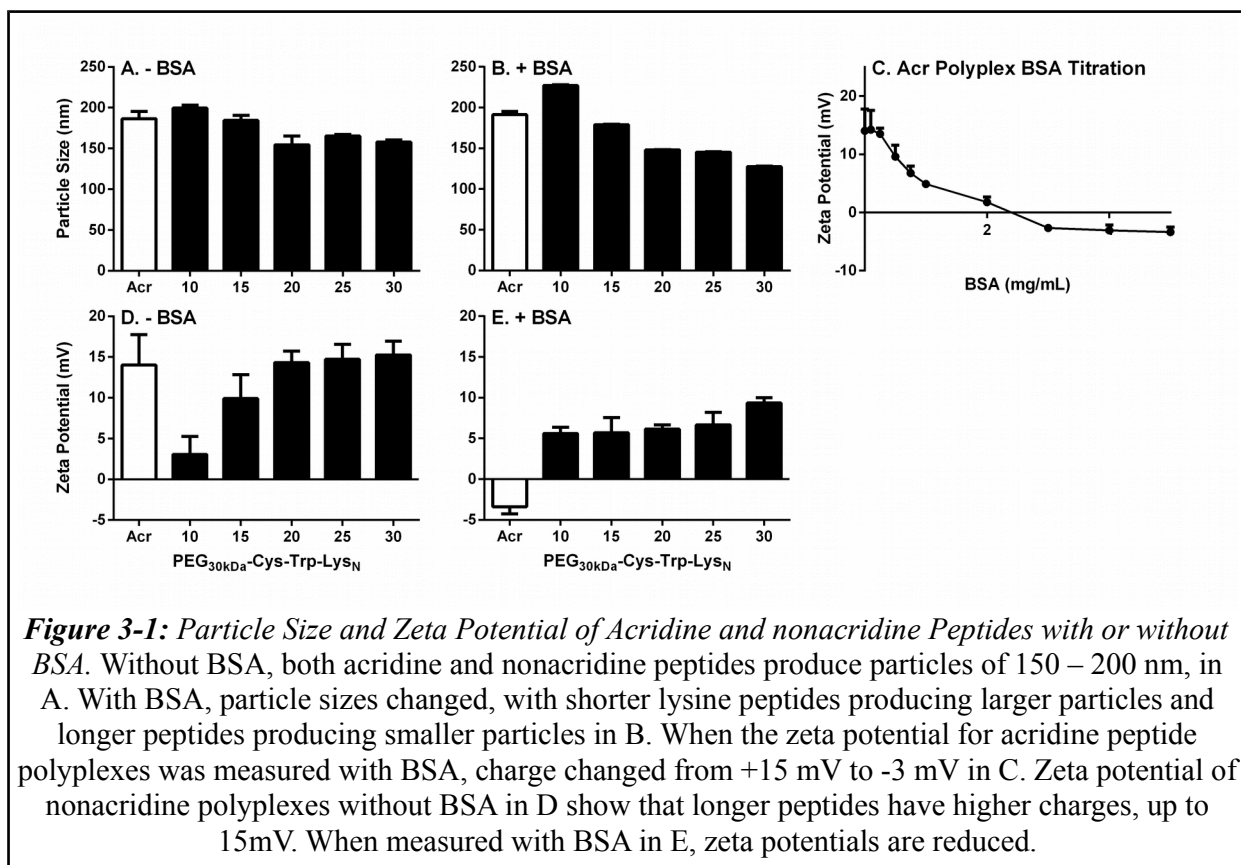 A. - BSA
250
200
150
100
50
0
Particle Size (nm)
Acr 10 15 20 25 30
B. + BSA
250
200
150
100
50
0
Acr 10 15 20 25 30
C. Acr Polyplex BSA Titration
20
10
0
-10
Zeta Potential (mV)
2
BSA (mg/mL)
D. - BSA
20
15
10
5
0
-5
Zeta Potential (mV)
Acr 10 15 20 25 30
PEG30kDa-Cys-Trp-LysN
E. + BSA
20
15
10
5
0
-5
Acr 10 15 20 25 30
PEG30kDa-Cys-Trp-LysN
Figure 3-1: Particle Size and Zeta Potential of Acridine and nonacridine Peptides with or without
BSA. Without BSA, both acridine and nonacridine peptides produce particles of 150 – 200 nm, in
A. With BSA, particle sizes changed, with shorter lysine peptides producing larger particles and
longer peptides producing smaller particles in B. When the zeta potential for acridine peptide
polyplexes was measured with BSA, charge changed from +15 mV to -3 mV in C. Zeta potential of
nonacridine polyplexes without BSA in D show that longer peptides have higher charges, up to
15mV. When measured with BSA in E, zeta potentials are reduced.